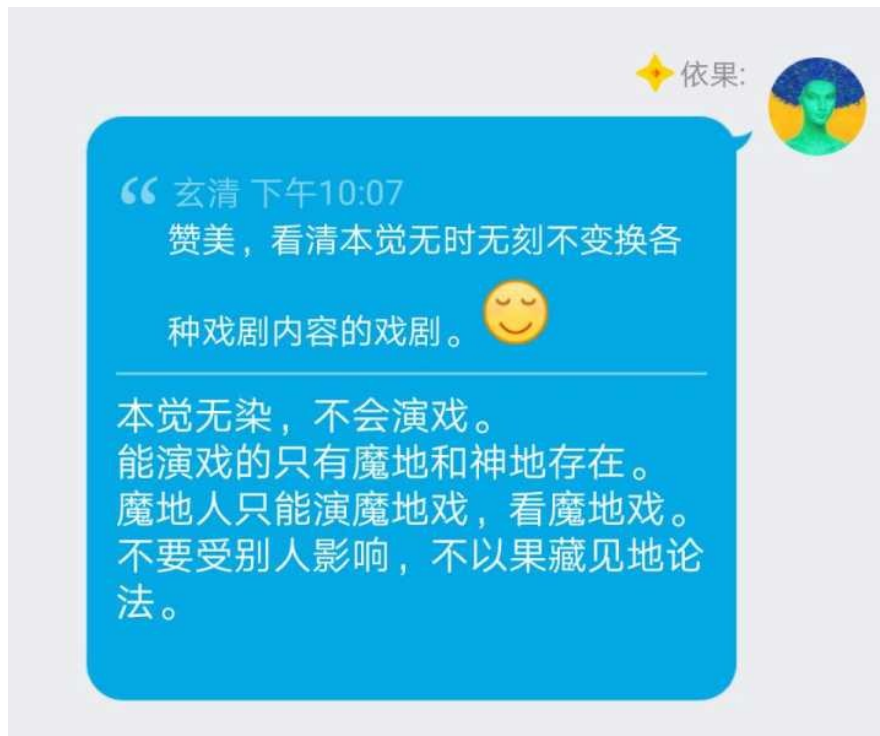 依果:
“ 玄清 下午10:07
赞美，看清本觉无时无刻不变换各
种戏剧内容的戏剧。
本觉无染，不会演戏。
能演戏的只有魔地和神地存在。
魔地人只能演魔地戏，看魔地戏。
不要受别人影响，不以果藏见地论
法。